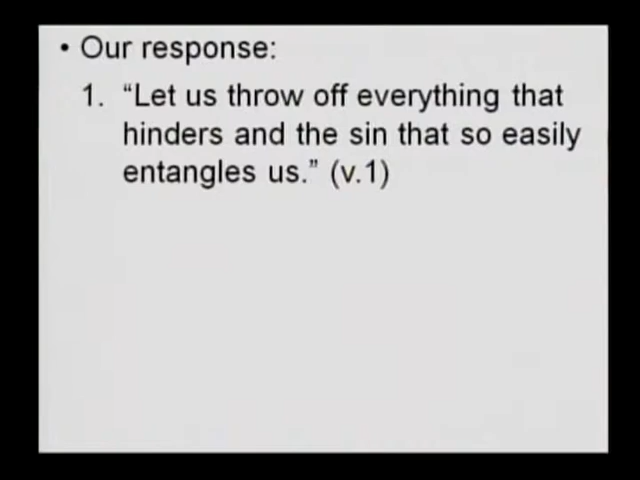 • Our response:
1. “Let us throw off everything that
hinders and the sin that so easily
entangles us.” (v.1)